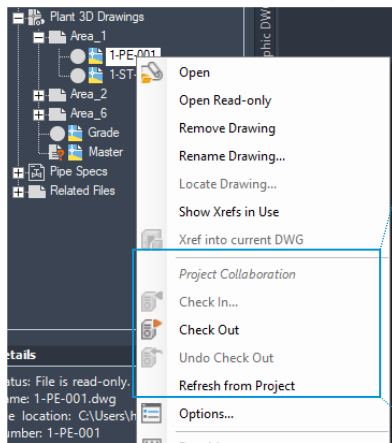 Plant 3D Drawings
Area_1
1-PE-001
1-ST-
Area_2
Area_6
Grade
Master
Pipe Specs
Related Files
phic DWG
Open
Open Read-only
Remove Drawing
Rename Drawing...
Locate Drawing...
Show Xrefs in Use
Xref into current DWG
Project Collaboration
Check In...
Check Out
Undo Check Out
Refresh from Project
Options...
etails
atus: File is read-only.
ame: 1-PE-001.dwg
e location: C:\Users\h
umber: 1-PE-001